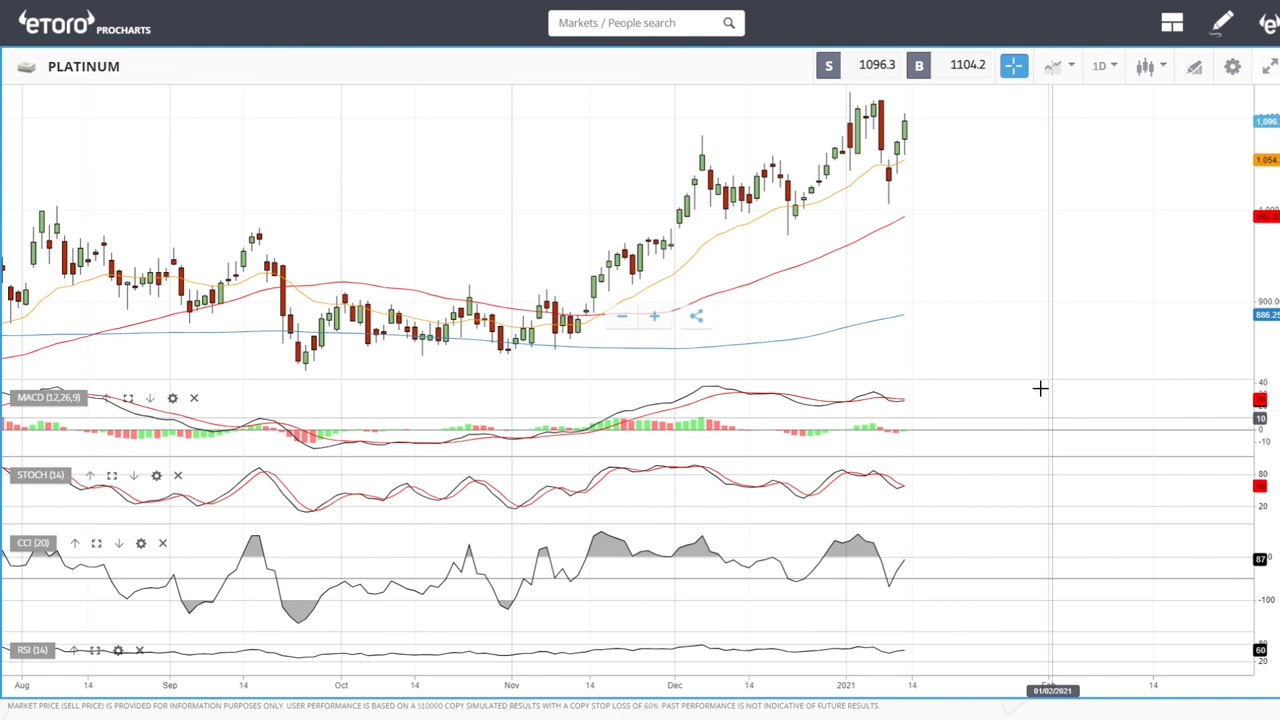 eTORO PROCHARTS
Markets / People search
PLATINUM
S 1096.3 B 1104.2 1D
1,096.
1,054.
900.00
886.25
MACD (12,26,9)
40
10
0
-10
STOCH (14)
80
20
CCI (20)
87
-100
RSI (14)
60
20
Aug 14 Sep 14 Oct 14 Nov 14 Dec 14 2021 14 14
01/02/2021
MARKET PRICE (SELL PRICE) IS PROVIDED FOR INFORMATION PURPOSES ONLY. USER PERFORMANCE IS BASED ON A $10000 COPY SIMULATED RESULTS WITH A COPY STOP LOSS OF 60%. PAST PERFORMANCE IS NOT INDICATIVE OF FUTURE RESULTS.